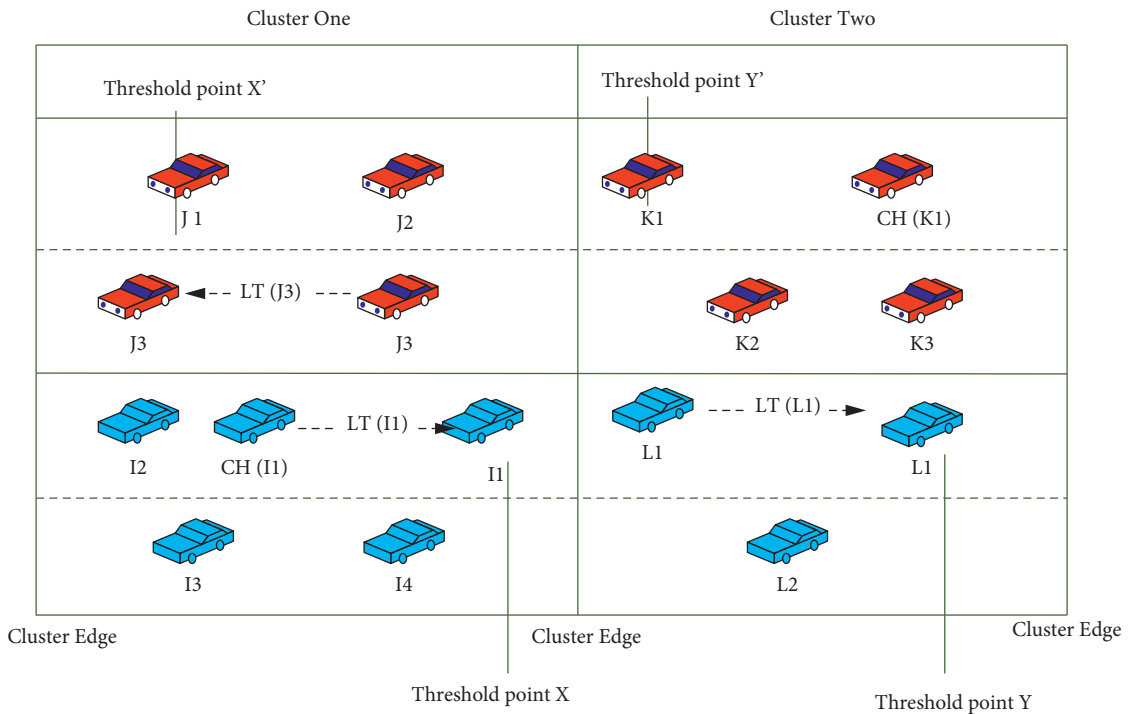 Cluster One
Cluster Two
Threshold point X’
Threshold point Y’
J 1
J2
K1
CH (K1)
LT (J3)
J3
J3
K2
K3
LT (I1)
LT (L1)
I2
CH (I1)
I1
L1
L1
I3
I4
L2
Cluster Edge
Cluster Edge
Cluster Edge
Threshold point X
Threshold point Y